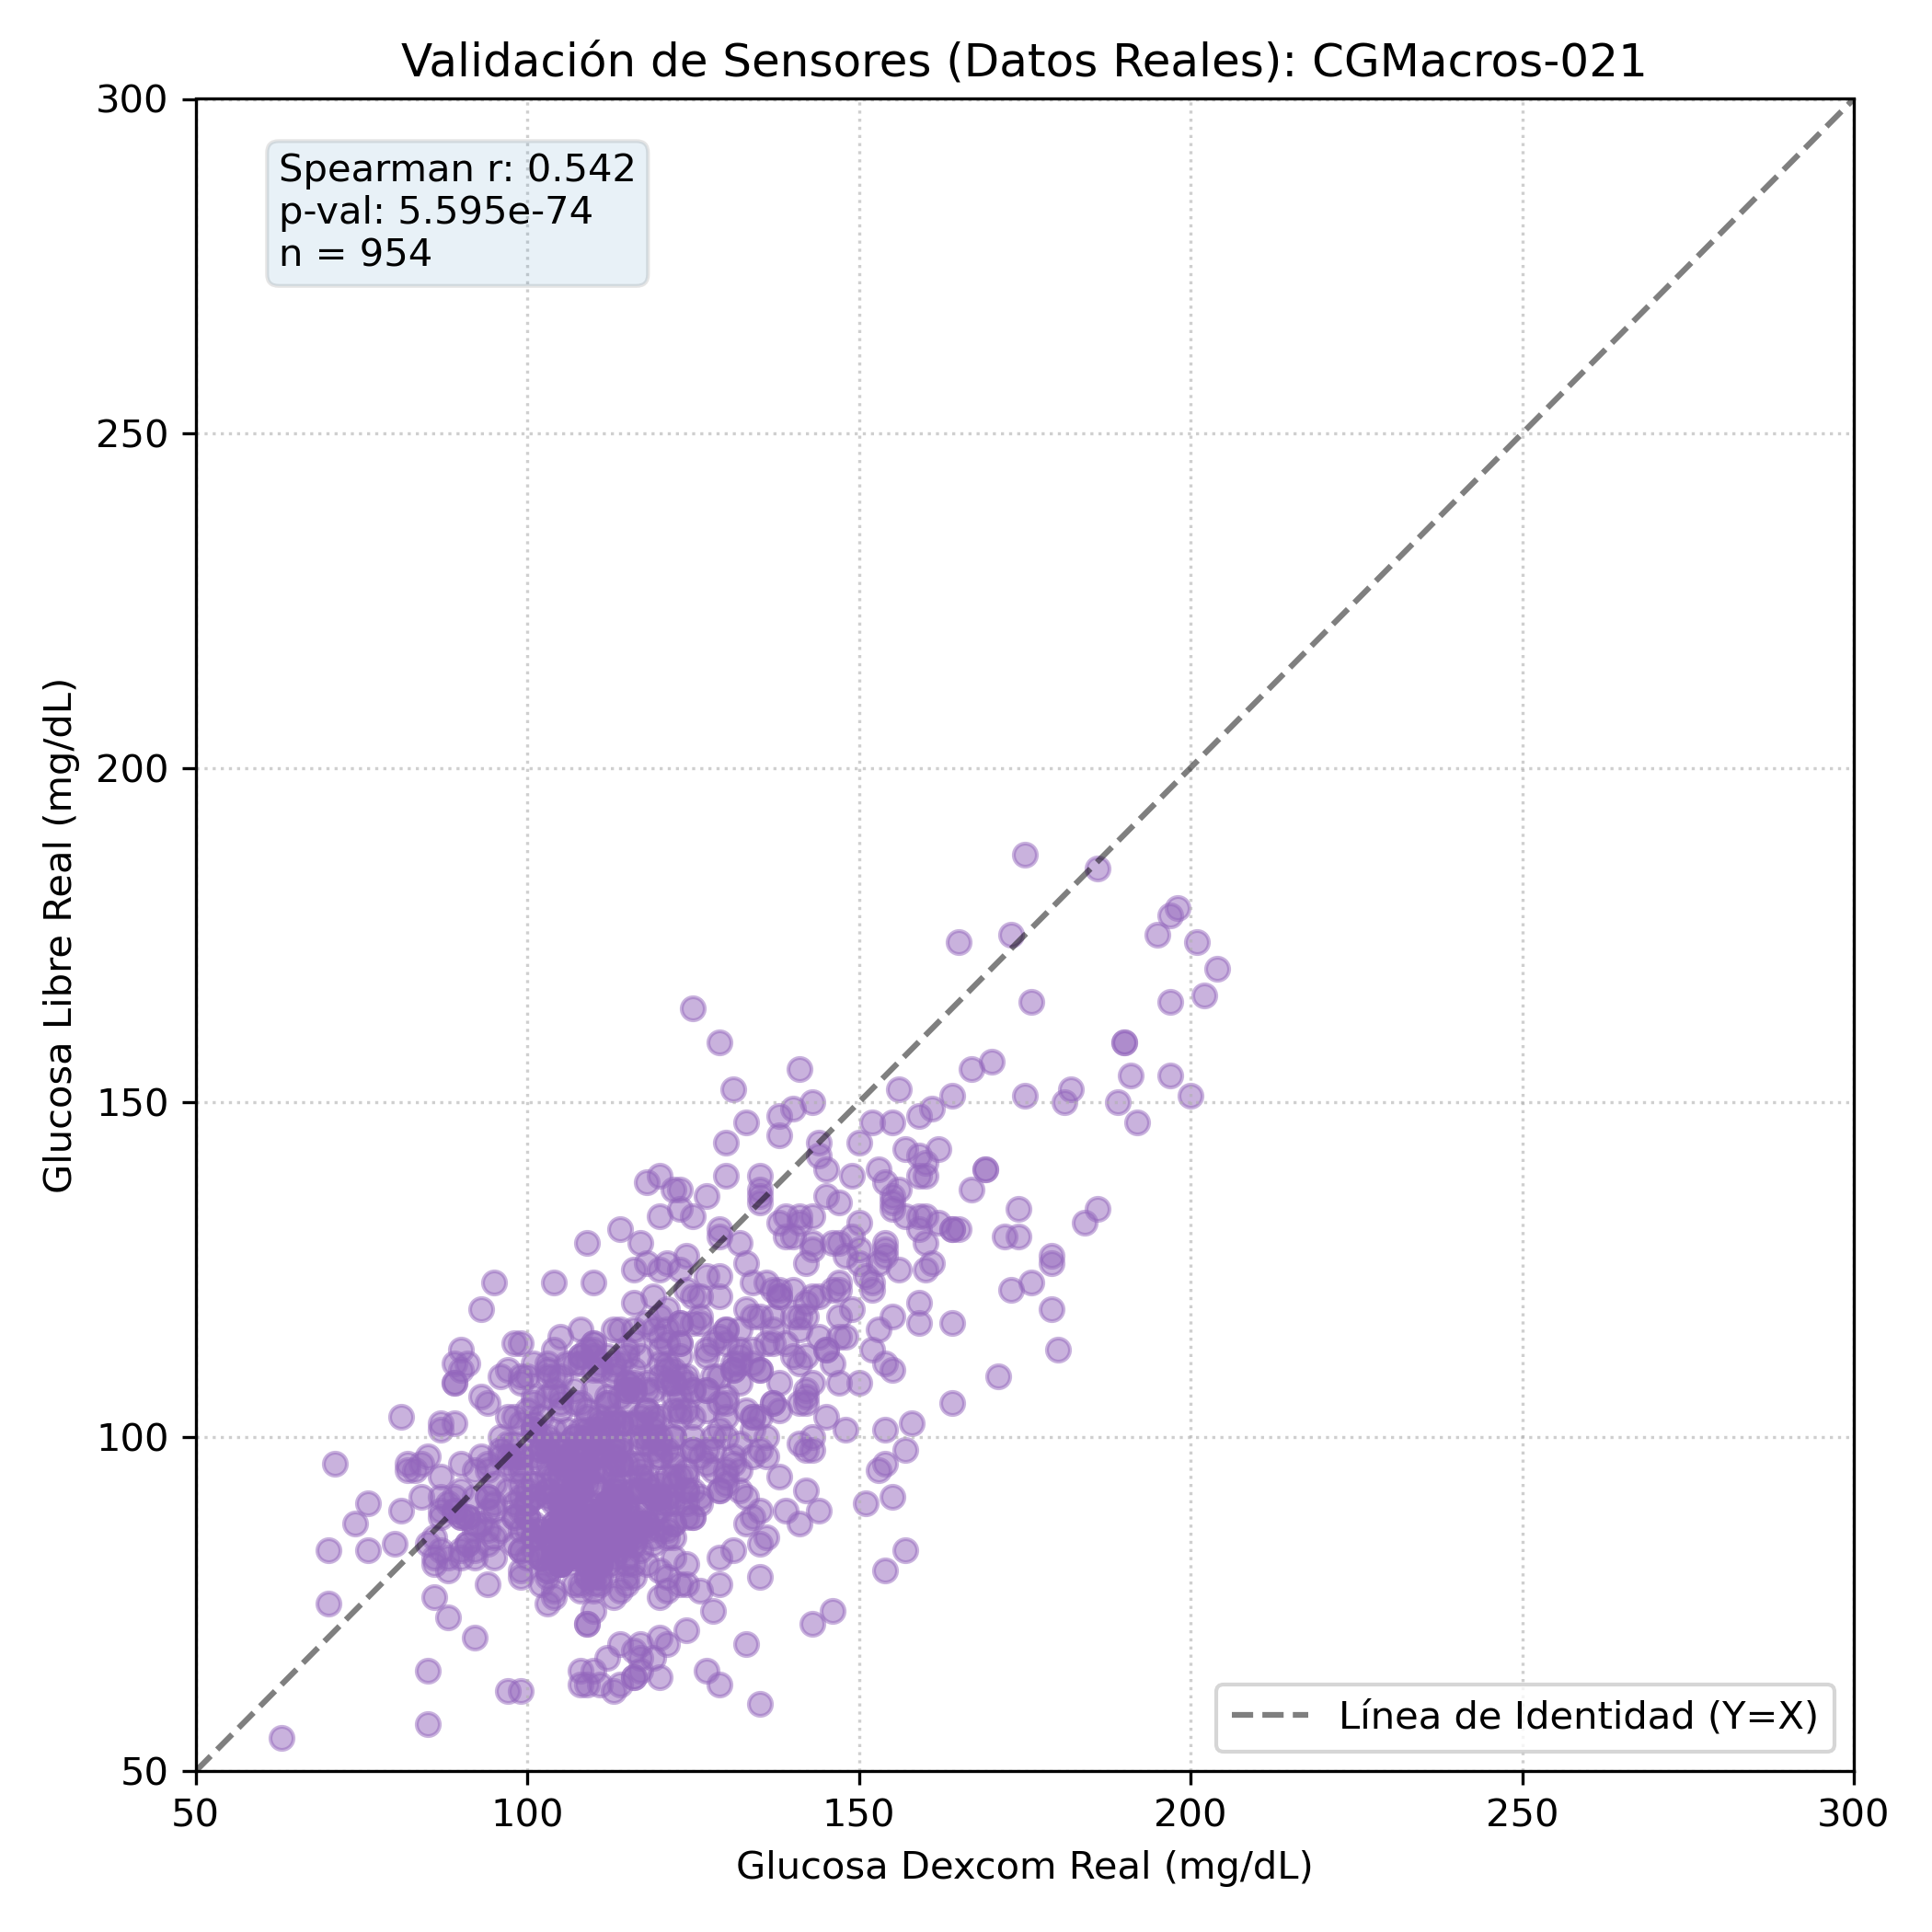 Validación de Sensores (Datos Reales): CGMacros-021
300
250
200
150
100
50
Spearman r: 0.542
p-val: 5.595e-74
n = 954
Glucosa Libre Real (mg/dL)
Línea de Identidad (Y=X)
50
100
150
200
250
300
Glucosa Dexcom Real (mg/dL)